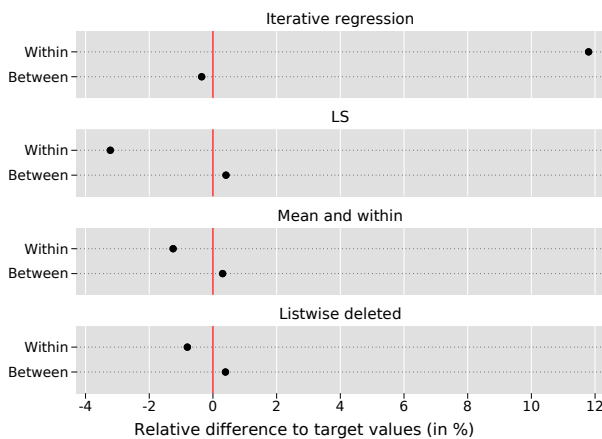 Iterative regression
Within
Between
LS
Within
Between
Mean and within
Within
Between
Listwise deleted
Within
Between
-4 -2 0 2 4 6 8 10 12
Relative difference to target values (in %)